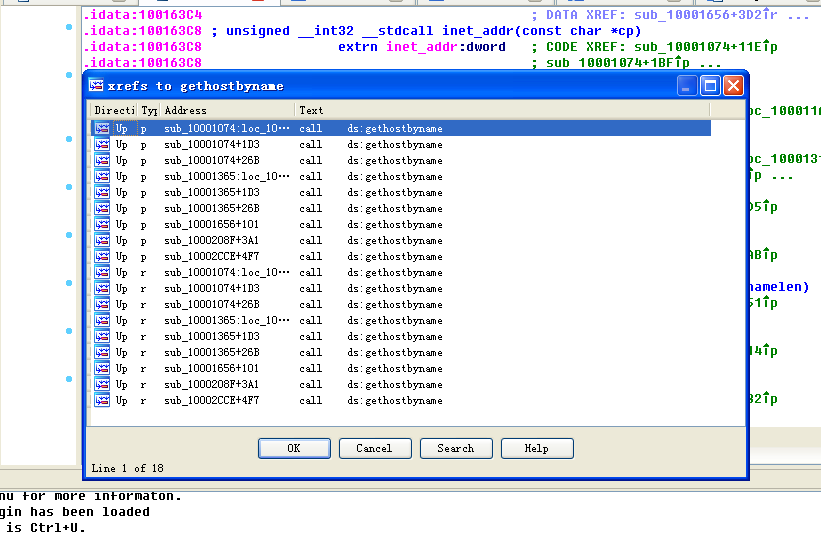 .idata:100163C4 ; DATA XREF: sub_10001656+3D2↑r ...
.idata:100163C8 ; unsigned __int32 __stdcall inet_addr(const char *cp)
.idata:100163C8 extrn inet_addr:dword ; CODE XREF: sub_10001074+11E↑p
.idata:100163C8 ; sub_10001074+1BF↑p ...
xrefs to gethostbyname
Directi Typ Address Text
Up p sub_10001074:loc_10··· call ds:gethostbyname
Up p sub_10001074+1D3 call ds:gethostbyname
Up p sub_10001074+26B call ds:gethostbyname
Up p sub_10001365:loc_10··· call ds:gethostbyname
Up p sub_10001365+1D3 call ds:gethostbyname
Up p sub_10001365+26B call ds:gethostbyname
Up p sub_10001656+101 call ds:gethostbyname
Up p sub_1000208F+3A1 call ds:gethostbyname
Up p sub_10002CCE+4F7 call ds:gethostbyname
Up r sub_10001074:loc_10··· call ds:gethostbyname
Up r sub_10001074+1D3 call ds:gethostbyname
Up r sub_10001074+26B call ds:gethostbyname
Up r sub_10001365:loc_10··· call ds:gethostbyname
Up r sub_10001365+1D3 call ds:gethostbyname
Up r sub_10001365+26B call ds:gethostbyname
Up r sub_10001656+101 call ds:gethostbyname
Up r sub_1000208F+3A1 call ds:gethostbyname
Up r sub_10002CCE+4F7 call ds:gethostbyname
OK Cancel Search Help
Line 1 of 18
oc_100011
oc_100013
↑p ...
D5↑p
AB↑p
namelen)
51↑p
14↑p
32↑p
nu for more informaton.
gin has been loaded
is Ctrl+U.